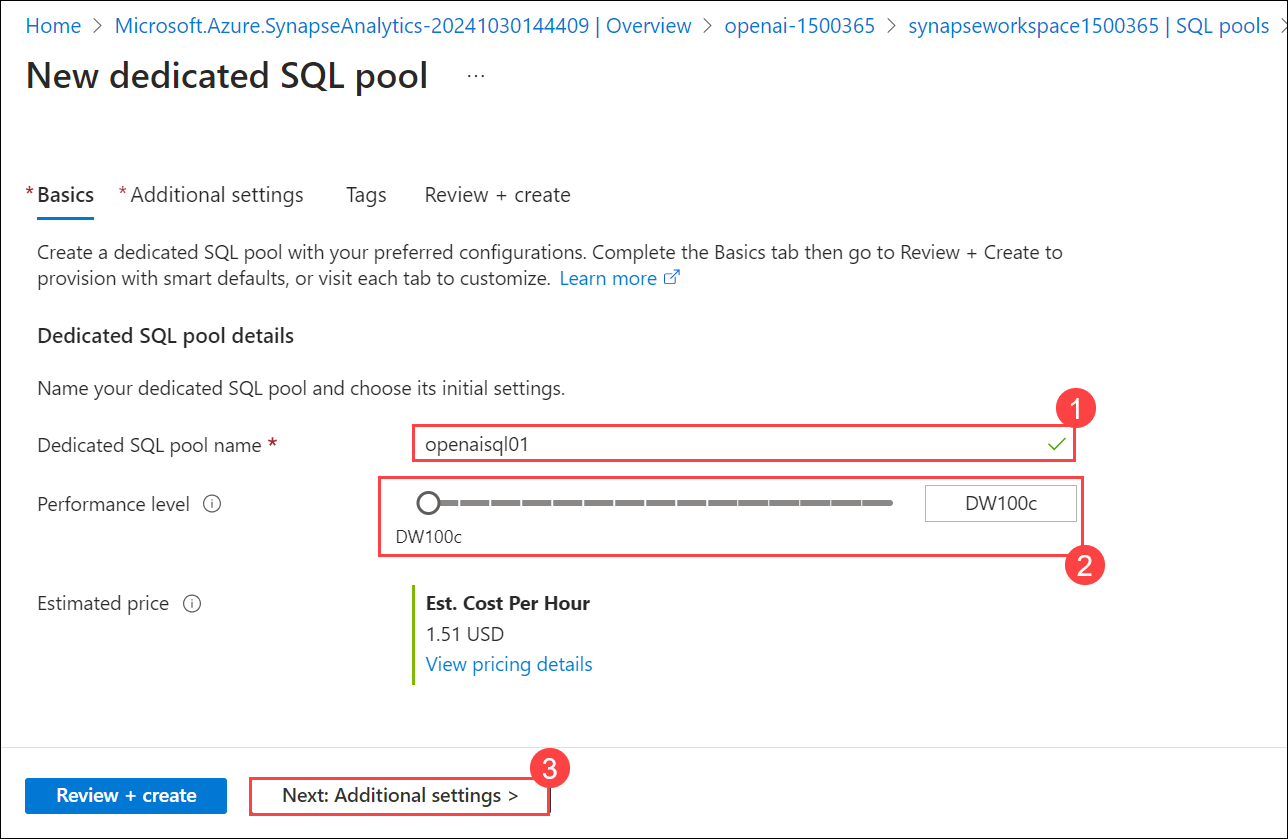 Home > Microsoft.Azure.SynapseAnalytics-20241030144409 | Overview > openai-1500365 > synapseworkspace1500365 | SQL pools >
New dedicated SQL pool ...
* Basics * Additional settings Tags Review + create
Create a dedicated SQL pool with your preferred configurations. Complete the Basics tab then go to Review + Create to
provision with smart defaults, or visit each tab to customize. Learn more
Dedicated SQL pool details
Name your dedicated SQL pool and choose its initial settings.
1
Dedicated SQL pool name * openaisql01
Performance level DW100c
DW100c
2
Estimated price Est. Cost Per Hour
1.51 USD
View pricing details
3
Review + create Next: Additional settings >